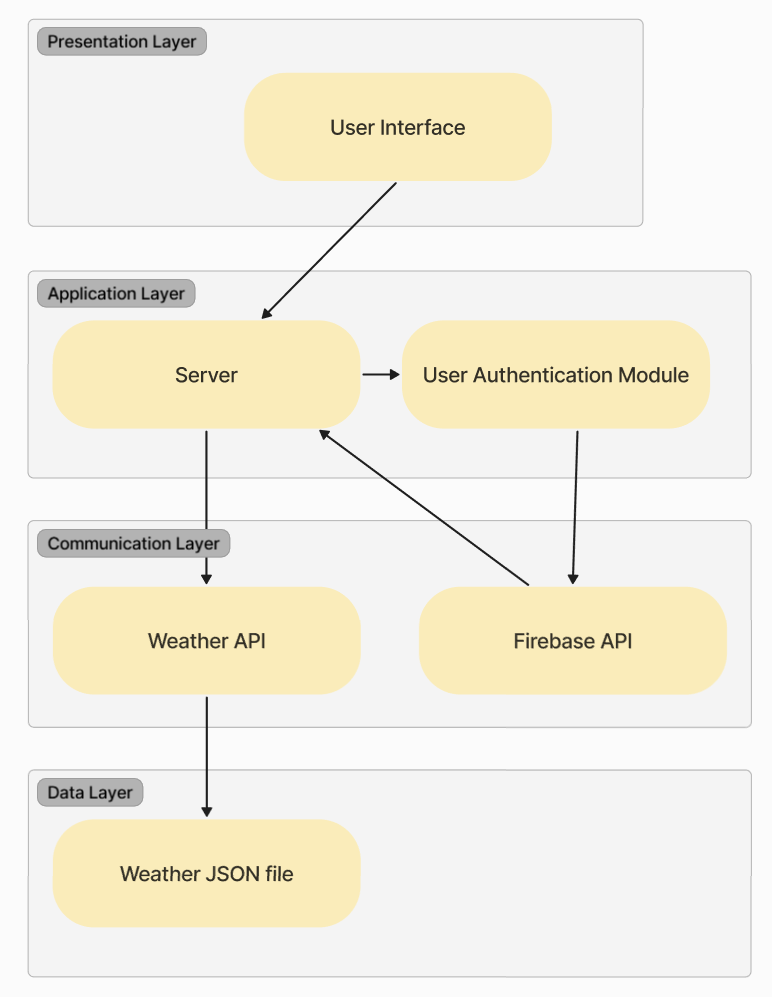 Presentation Layer
User Interface
Application Layer
Server
User Authentication Module
Communication Layer
Weather API
Firebase API
Data Layer
Weather JSON file